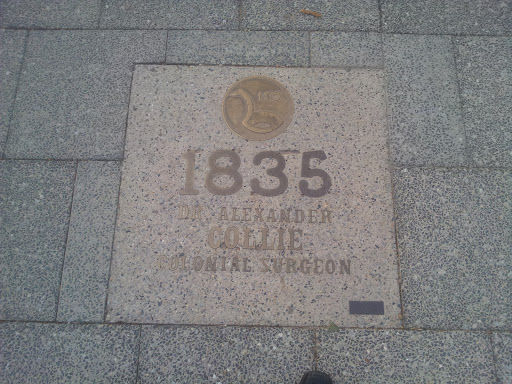 1835
DR. ALEXANDER
COLLIE
COLONIAL SURGEON